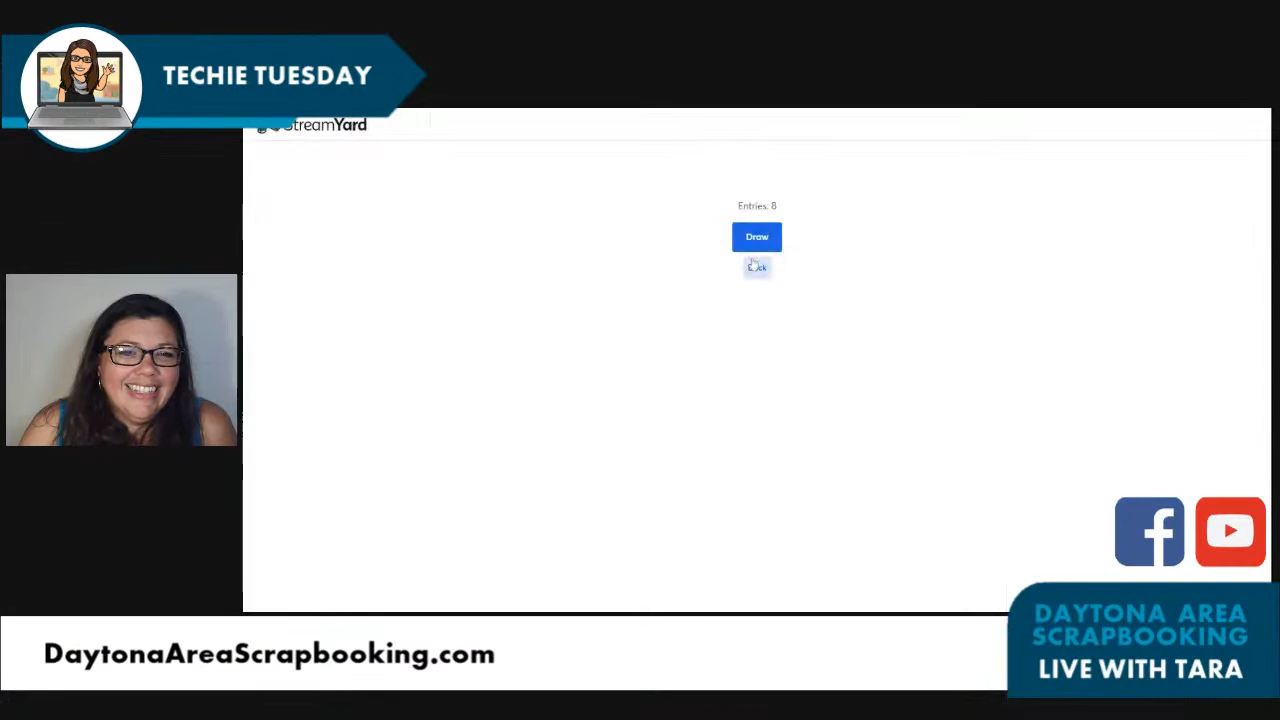 TECHIE TUESDAY
StreamYard
Entries: 8
Draw
DAYTONA AREA
SCRAPBOOKING
LIVE WITH TARA
DaytonaAreaScrapbooking.com